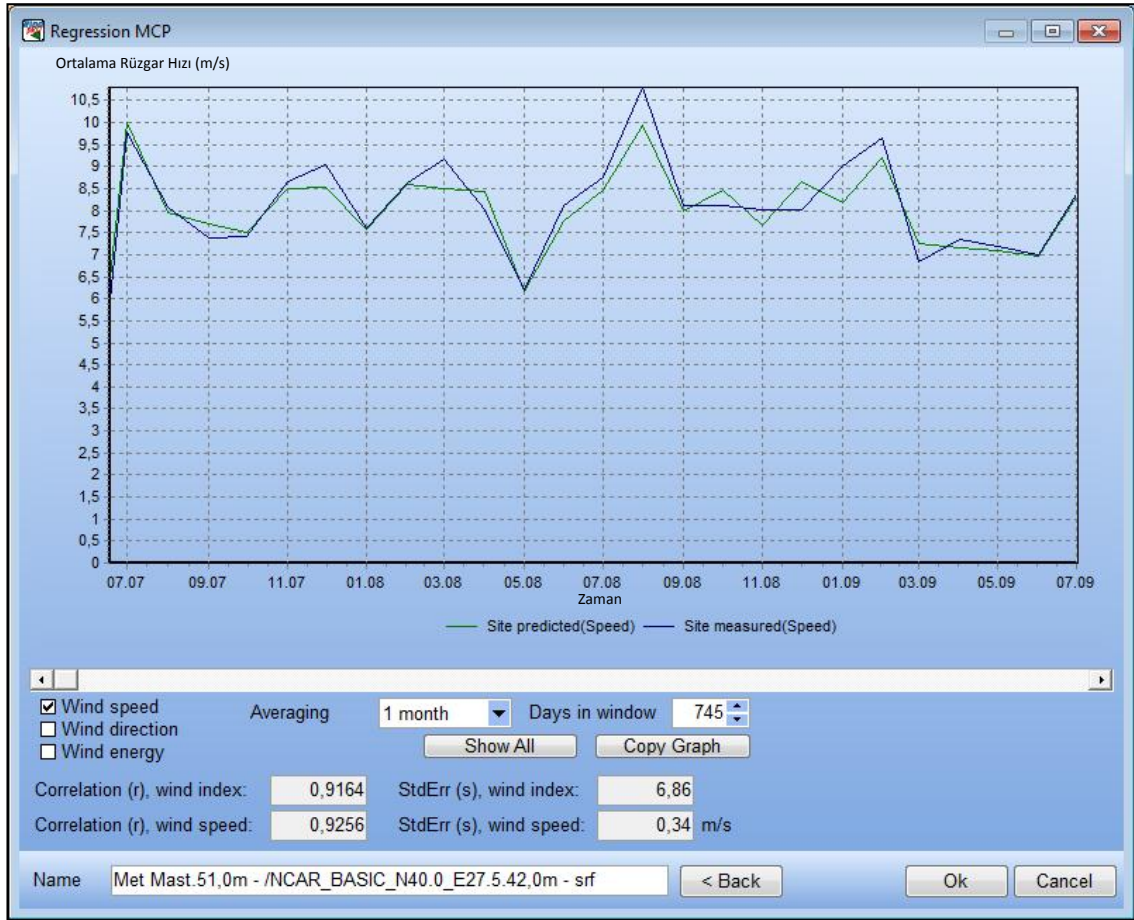 Regression MCP
Ortalama Rüzgar Hızı (m/s)
10,5
10
9,5
9
8,5
8
7,5
7
6,5
6
5,5
5
4,5
4
3,5
3
2,5
2
1,5
1
0,5
0
07.07 09.07 11.07 01.08 03.08 05.08 07.08 09.08 11.08 01.09 03.09 05.09 07.09
Zaman
Site predicted(Speed) Site measured(Speed)
Wind speed Averaging 1 month Days in window 745
Wind direction
Show All Copy Graph
Wind energy
Correlation (r), wind index: 0,9164 StdErr (s), wind index: 6,86
Correlation (r), wind speed: 0,9256 StdErr (s), wind speed: 0,34 m/s
Name Met Mast.51,0m - /NCAR_BASIC_N40.0_E27.5.42,0m - srf < Back Ok Cancel